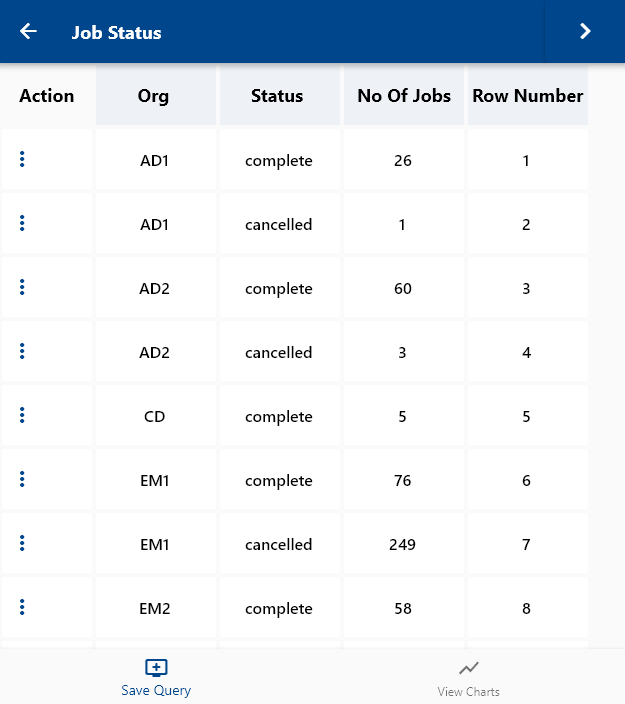 Job Status
Action Org Status No Of Jobs Row Number
AD1 complete 26 1
AD1 cancelled 1 2
AD2 complete 60 3
AD2 cancelled 3 4
CD complete 5 5
EM1 complete 76 6
EM1 cancelled 249 7
EM2 complete 58 8
Save Query View Charts